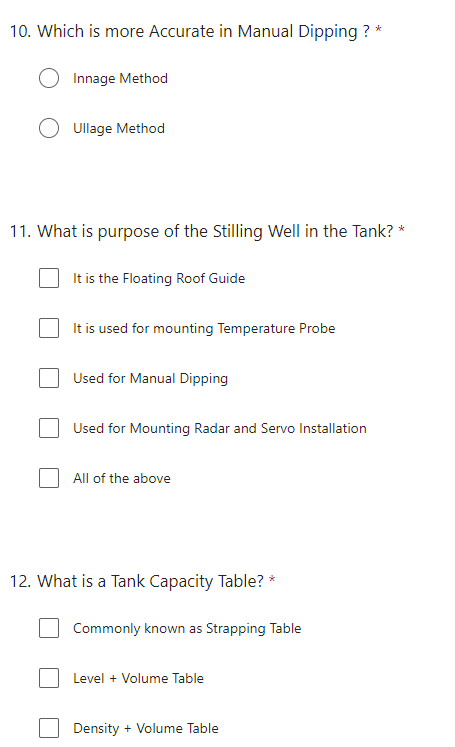 10. Which is more Accurate in Manual Dipping ? *
Innage Method
Ullage Method
11. What is purpose of the Stilling Well in the Tank? *
It is the Floating Roof Guide
It is used for mounting Temperature Probe
Used for Manual Dipping
Used for Mounting Radar and Servo Installation
All of the above
12. What is a Tank Capacity Table? *
Commonly known as Strapping Table
Level + Volume Table
Density + Volume Table